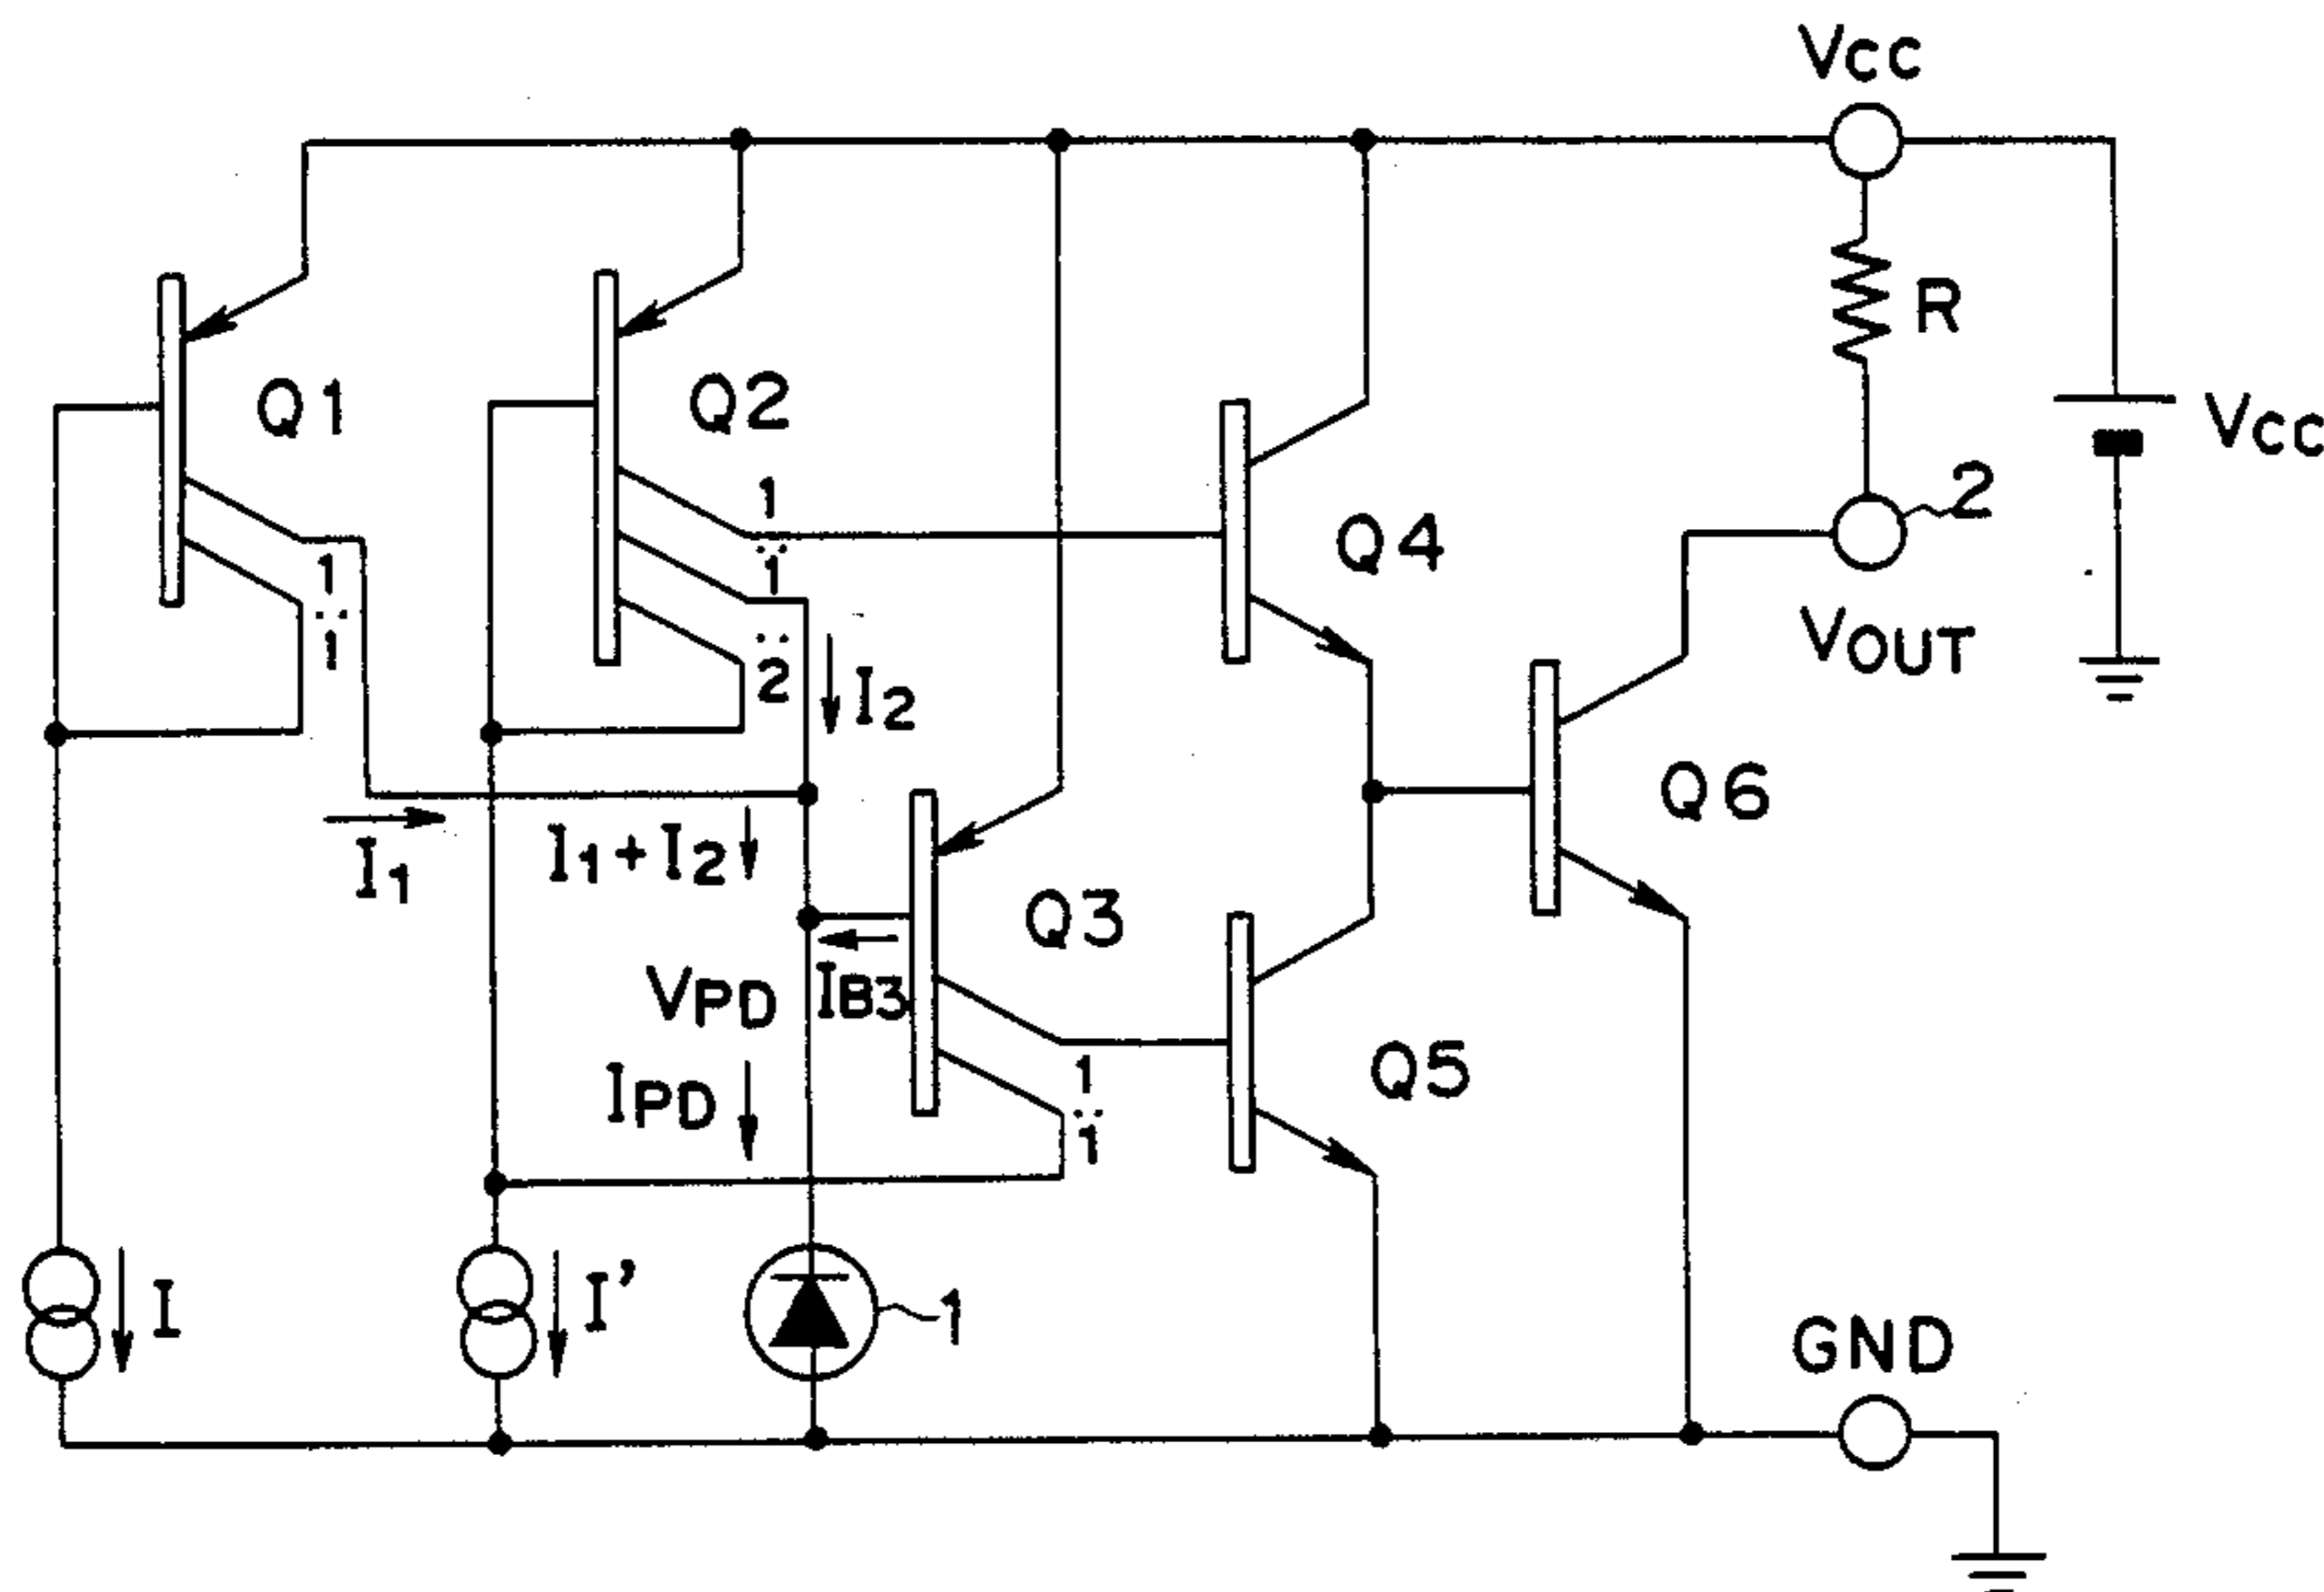 VCC
R
VCC
Q1
Q2
1
:
1
:
2
2
Q4
VOUT
1
:
1
I2
Q6
I1
I1+I2
Q3
IB3
VPD
IPD
Q5
1
:
1
I
I'
1
GND